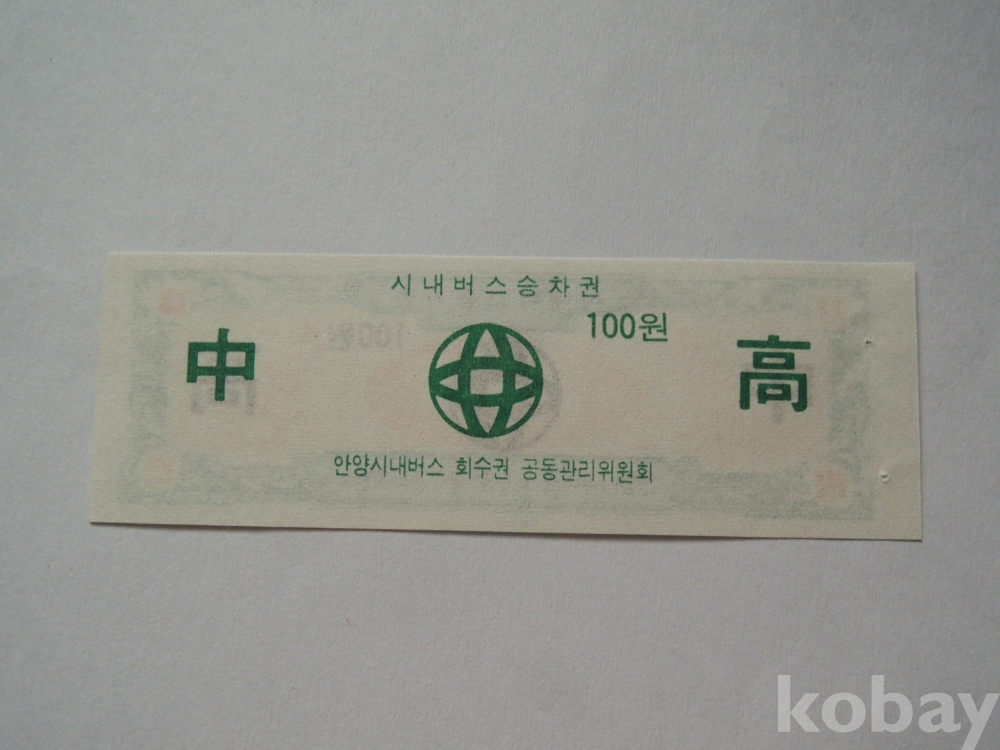 시내버스승차권
100원
中 高
안양시내버스 회수권 공동관리위원회
kobay